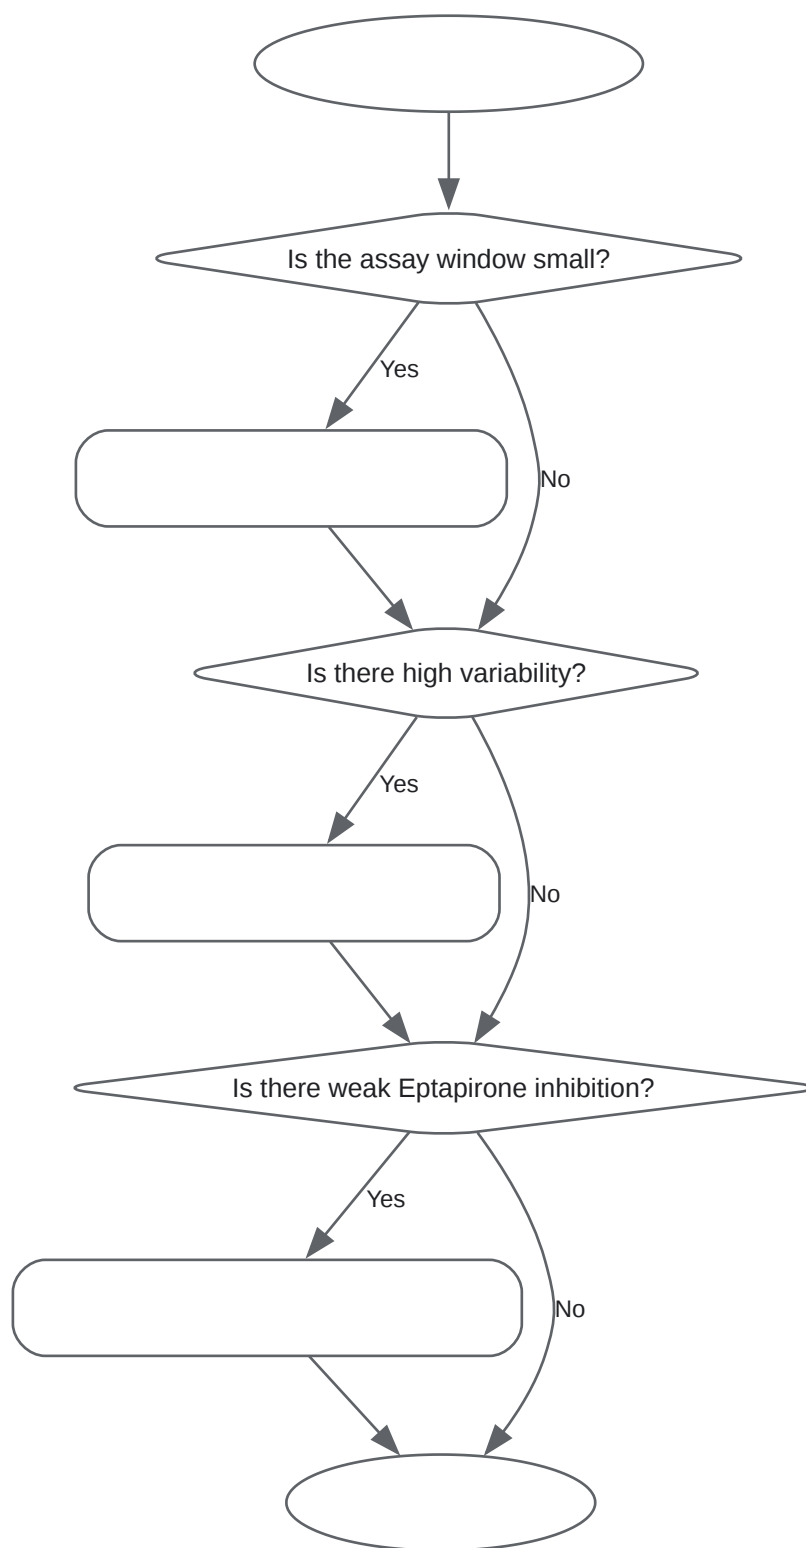 Is the assay window small?
Yes
No
Is there high variability?
Yes
No
Is there weak Eptapirone inhibition?
Yes
No